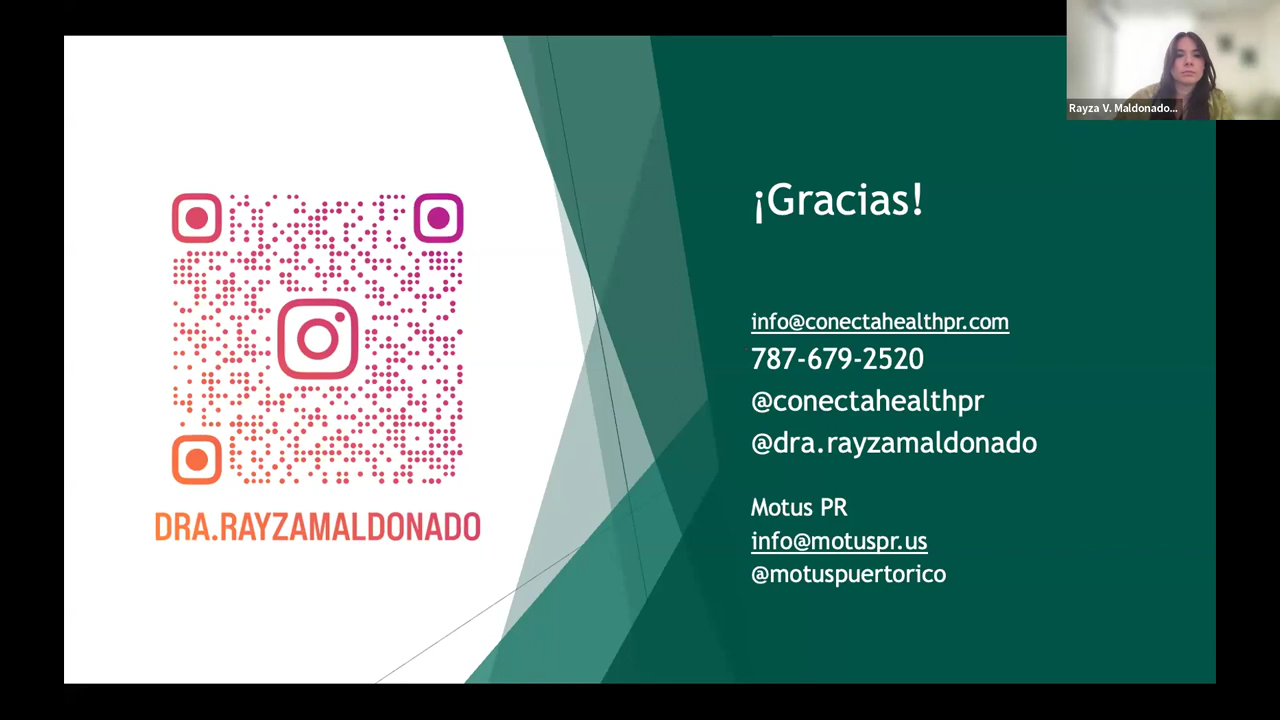 Rayza V. Maldonado...
¡Gracias!
info@conectahealthpr.com
787-679-2520
@conectahealthpr
@dra.rayzamaldonado
Motus PR
info@motuspr.us
@motuspuertorico
DRA.RAYZAMALDONADO